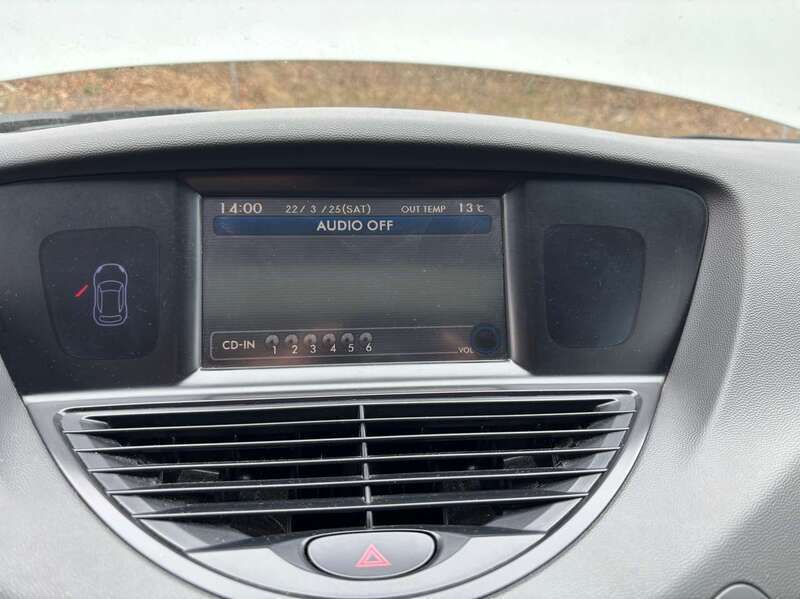 14:00 22/ 3 /25(SAT) OUT TEMP 13℃
AUDIO OFF
CD-IN 1 2 3 4 5 6 VOL